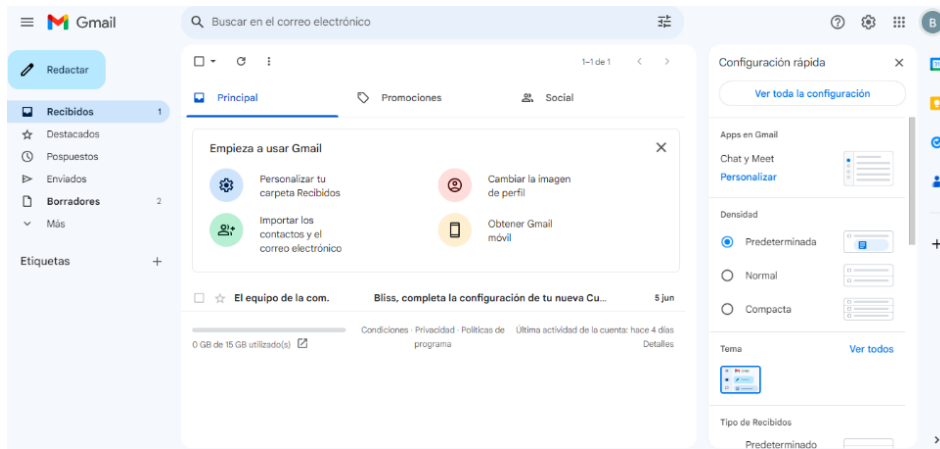 Gmail
Buscar en el correo electrónico
B
Redactar
Recibidos 1
Destacados
Pospuestos
Enviados
Borradores 2
Más
Etiquetas
1–1 de 1
Principal
Promociones
Social
Empieza a usar Gmail
Personalizar tu
carpeta Recibidos
Cambiar la imagen
de perfil
Importar los
contactos y el
correo electrónico
Obtener Gmail
móvil
El equipo de la com. Bliss, completa la configuración de tu nueva Cu... 5 jun
0 GB de 15 GB utilizado(s)
Condiciones · Privacidad · Políticas de
programa
Última actividad de la cuenta: hace 4 días
Detalles
Configuración rápida
Ver toda la configuración
Apps en Gmail
Chat y Meet
Personalizar
Densidad
Predeterminada
Normal
Compacta
Tema Ver todos
Tipo de Recibidos
Predeterminado